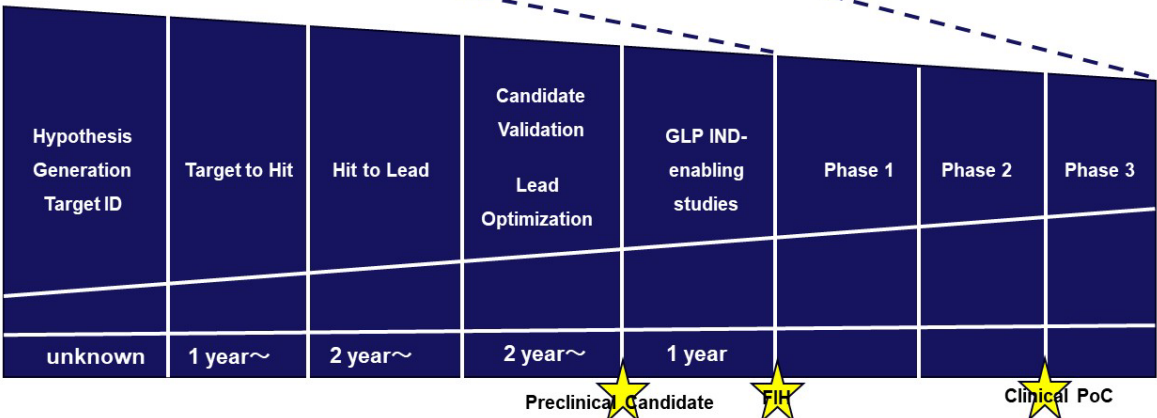 Hypothesis
Generation
Target ID
Target to Hit
Hit to Lead
Candidate
Validation
Lead
Optimization
GLP IND-
enabling
studies
Phase 1
Phase 2
Phase 3
unknown
1 year～
2 year～
2 year～
1 year
Preclinical Candidate
FIH
Clinical PoC